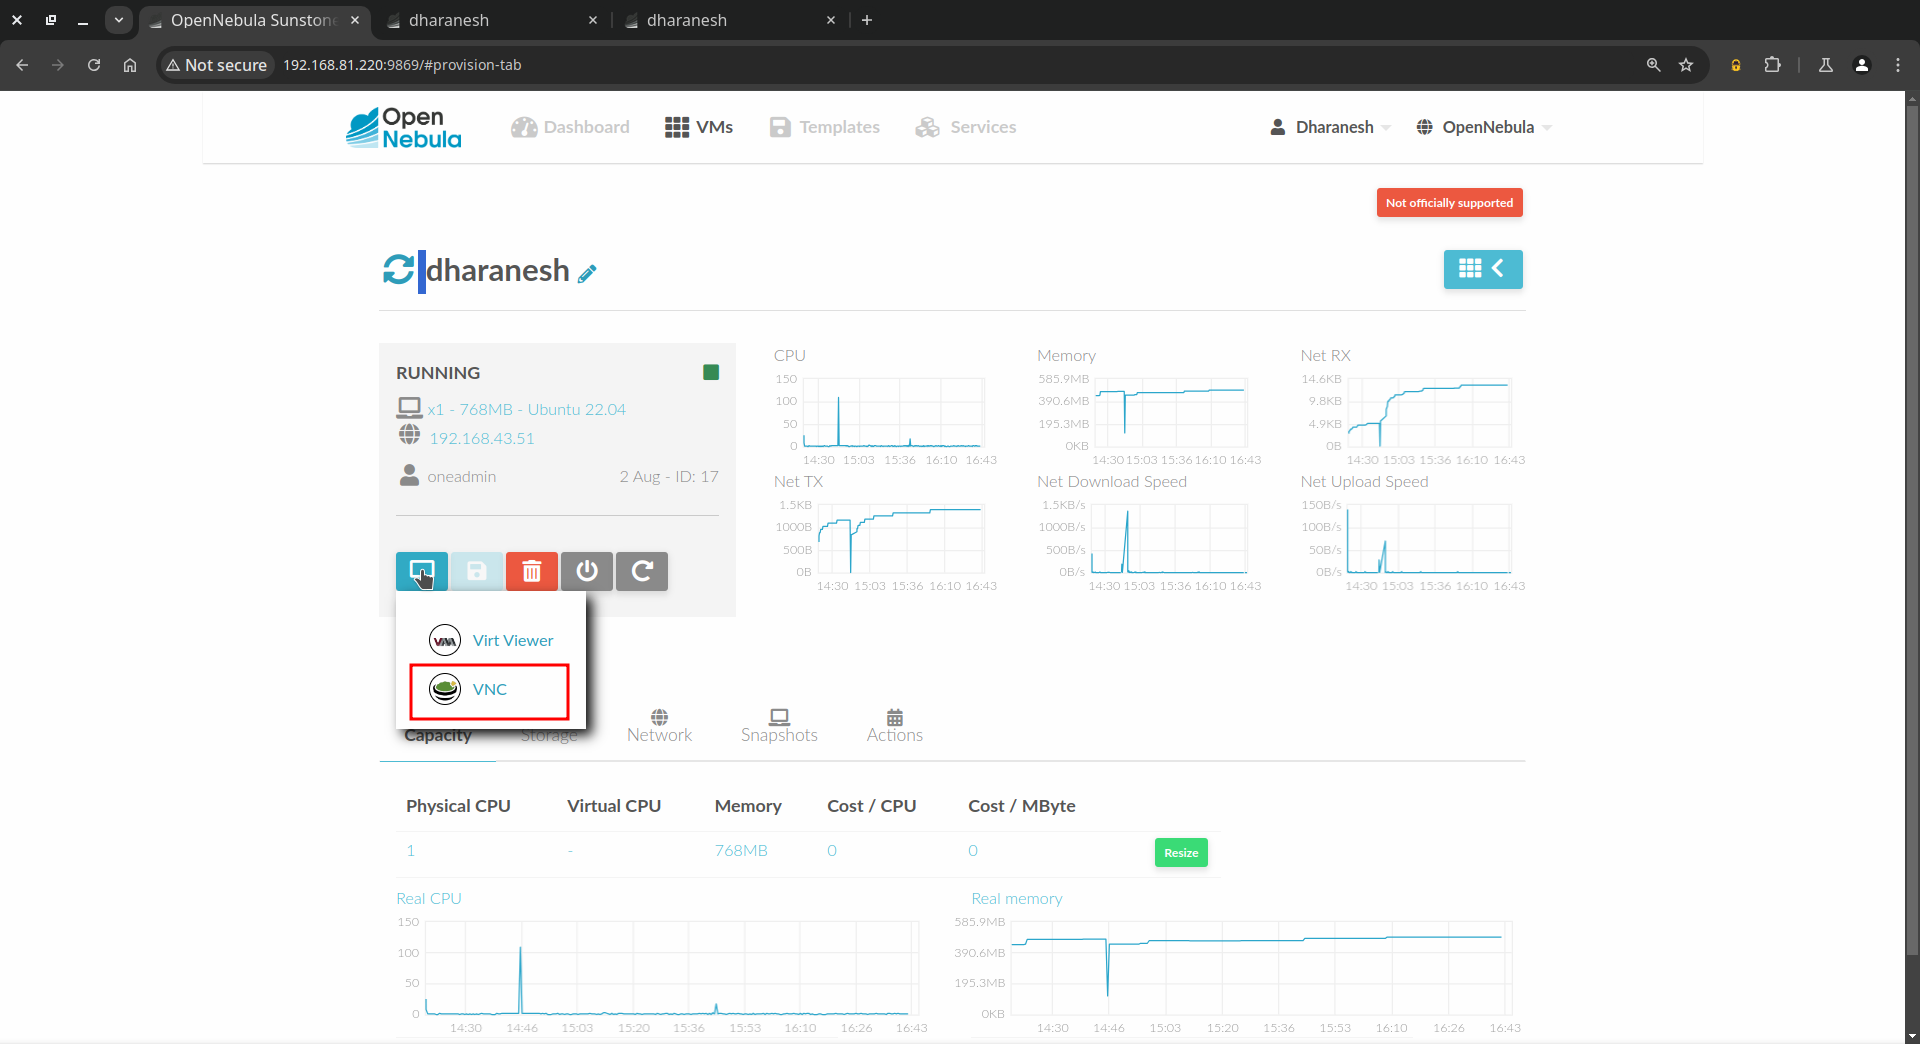 OpenNebula Sunstone
dharanesh
dharanesh
Not secure 192.168.81.220:9869/#provision-tab
Open Nebula
Dashboard VMs Templates Services Dharanesh OpenNebula
Not officially supported
dharanesh
RUNNING
x1 - 768MB - Ubuntu 22.04
192.168.43.51
oneadmin 2 Aug - ID: 17
CPU
150
100
50
0
14:30 15:03 15:36 16:10 16:43
Memory
585.9MB
390.6MB
195.3MB
0KB
14:30 15:03 15:36 16:10 16:43
Net RX
14.6KB
9.8KB
4.9KB
0B
14:30 15:03 15:36 16:10 16:43
Net TX
1.5KB
1000B
500B
0B
14:30 15:03 15:36 16:10 16:43
Net Download Speed
1.5KB/s
1000B/s
500B/s
0B/s
14:30 15:03 15:36 16:10 16:43
Net Upload Speed
150B/s
100B/s
50B/s
0B/s
14:30 15:03 15:36 16:10 16:43
Virt Viewer
VNC
Capacity Storage Network Snapshots Actions
Physical CPU Virtual CPU Memory Cost / CPU Cost / MByte
1 - 768MB 0 0 Resize
Real CPU
150
100
50
0
14:30 14:46 15:03 15:20 15:36 15:53 16:10 16:26 16:43
Real memory
585.9MB
390.6MB
195.3MB
0KB
14:30 14:46 15:03 15:20 15:36 15:53 16:10 16:26 16:43